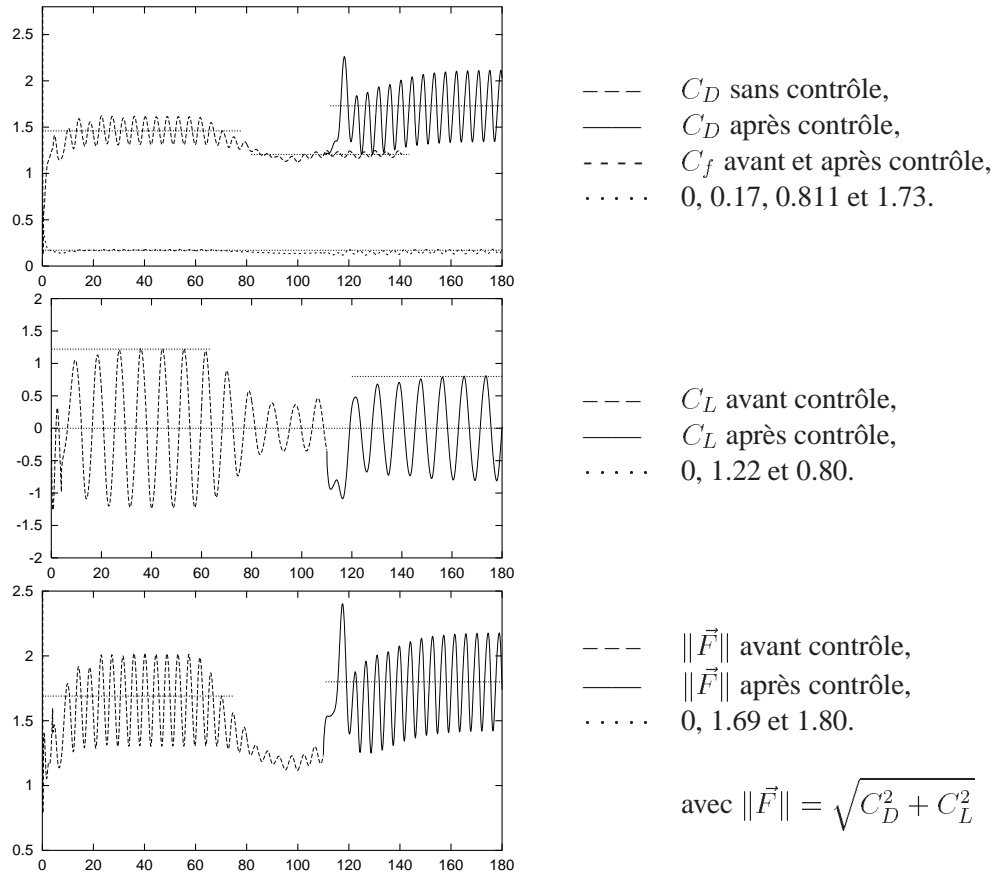 2.5
2
1.5
1
0.5
0
0 20 40 60 80 100 120 140 160 180
— — — C_D sans contrôle,
—— C_D après contrôle,
- - - - C_f avant et après contrôle,
. . . . . 0, 0.17, 0.811 et 1.73.
2
1.5
1
0.5
0
-0.5
-1
-1.5
-2
0 20 40 60 80 100 120 140 160 180
— — — C_L avant contrôle,
—— C_L après contrôle,
. . . . . 0, 1.22 et 0.80.
2.5
2
1.5
1
0.5
0 20 40 60 80 100 120 140 160 180
— — — ‖F⃗‖ avant contrôle,
—— ‖F⃗‖ après contrôle,
. . . . . 0, 1.69 et 1.80.
avec ‖F⃗‖ = √(C_D^2 + C_L^2)